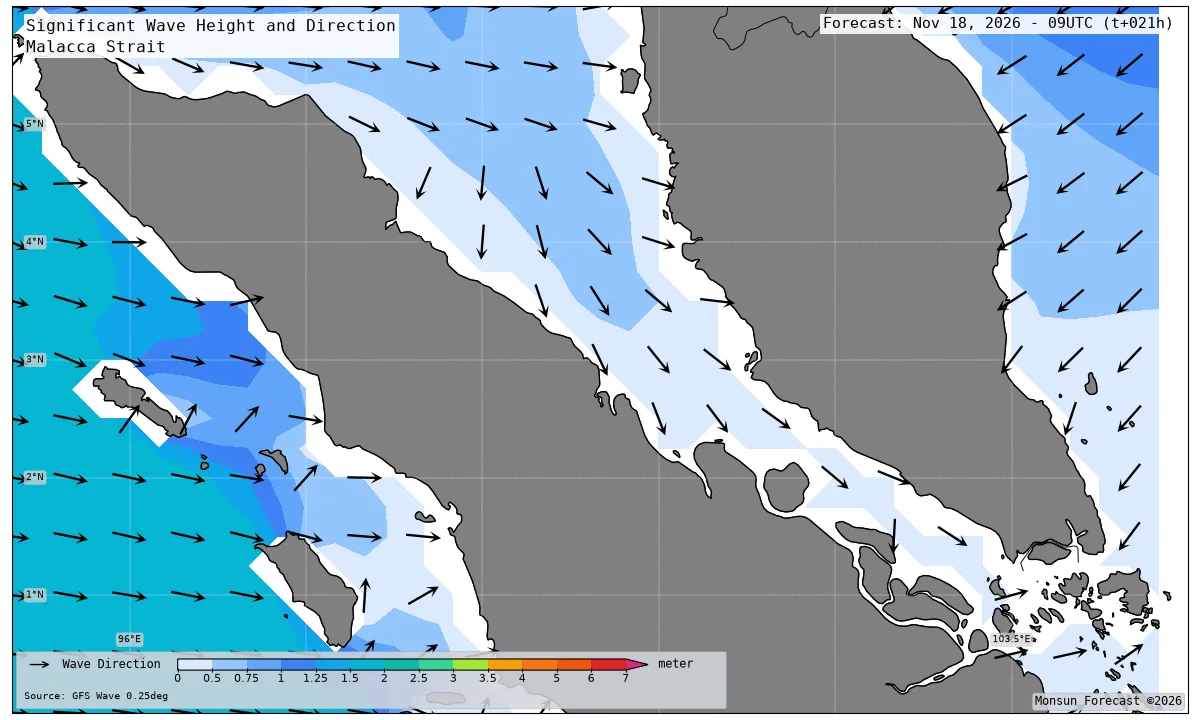 Significant Wave Height and Direction
Malacca Strait
Forecast: Nov 18, 2026 - 09UTC (t+021h)
5°N
4°N
3°N
2°N
1°N
96°E
103.5°E
Wave Direction
meter
0 0.5 0.75 1 1.25 1.5 2 2.5 3 3.5 4 5 6 7
Source: GFS Wave 0.25deg
Monsun Forecast ©2026